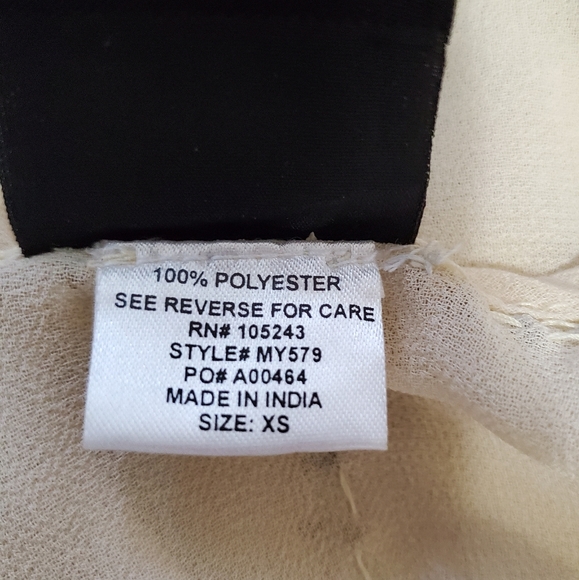 100% POLYESTER
SEE REVERSE FOR CARE
RN# 105243
STYLE# MY579
PO# A00464
MADE IN INDIA
SIZE: XS